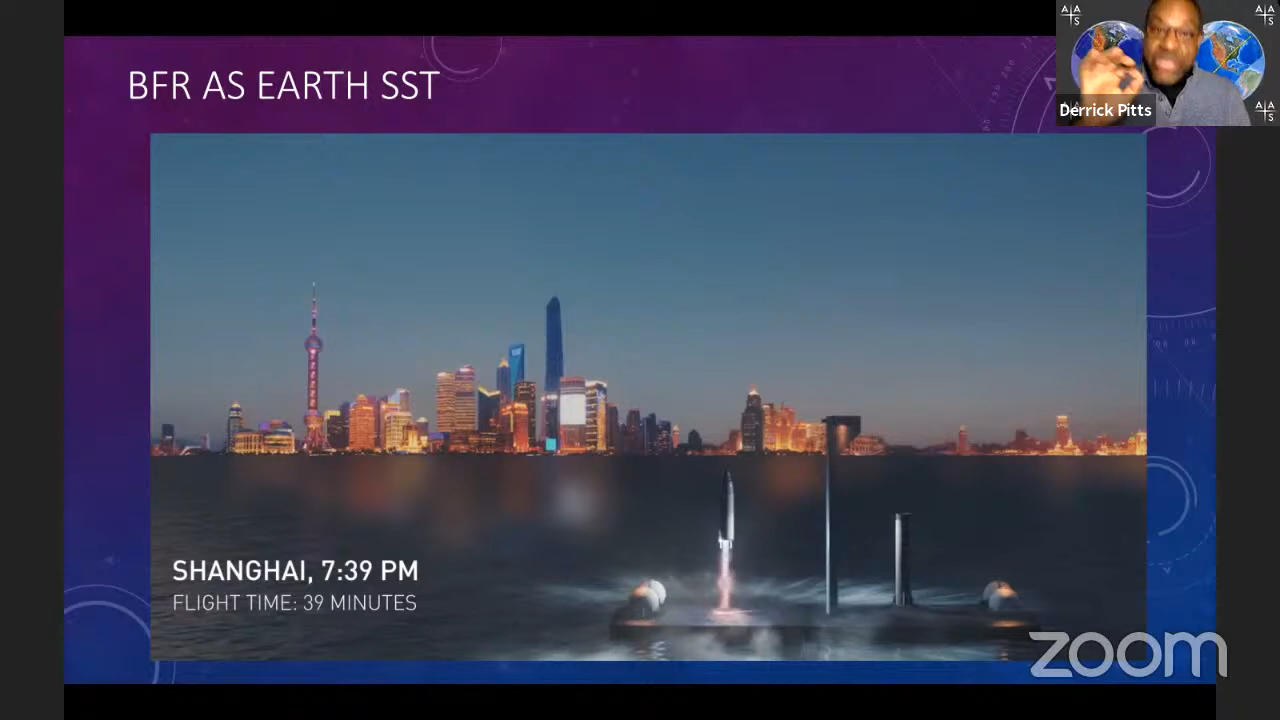 BFR AS EARTH SST
A A
S
A A
S
Derrick Pitts
A A
S
SHANGHAI, 7:39 PM
FLIGHT TIME: 39 MINUTES
zoom